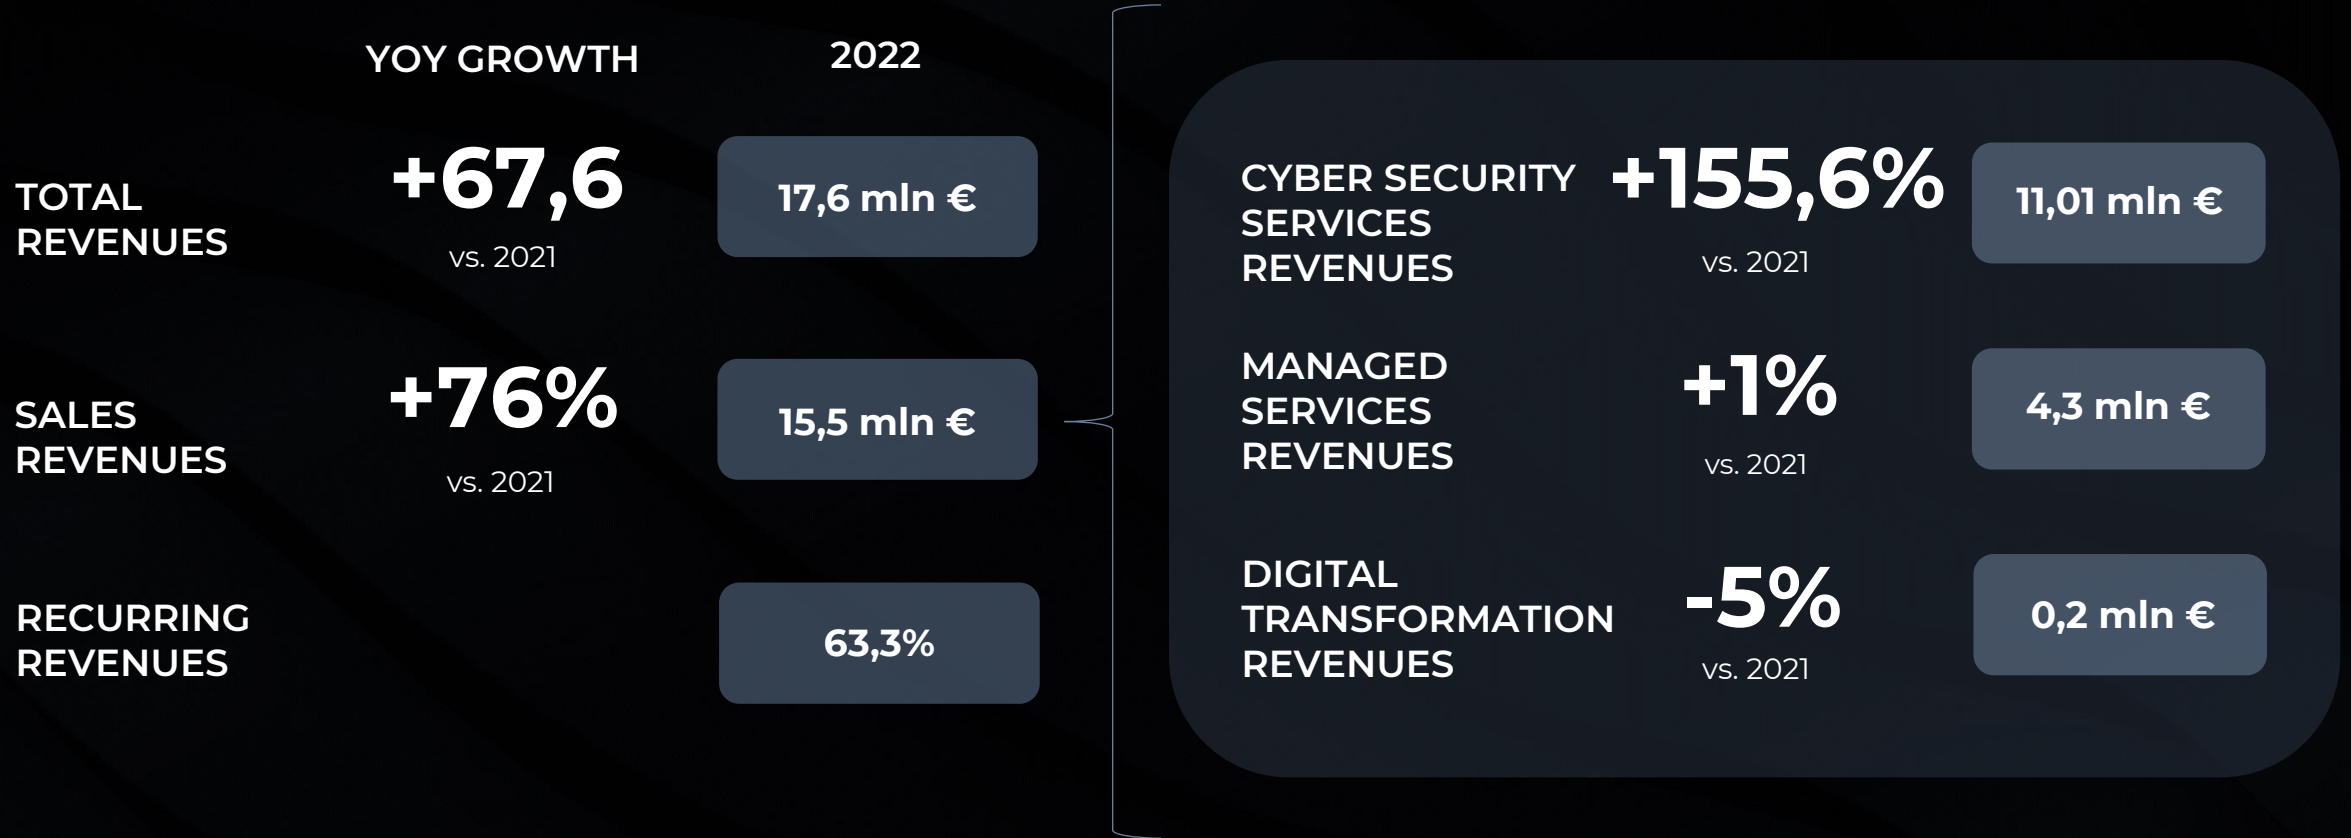 YOY GROWTH
2022
TOTAL
REVENUES
+67,6
vs. 2021
17,6 mln €
SALES
REVENUES
+76%
vs. 2021
15,5 mln €
RECURRING
REVENUES
63,3%
CYBER SECURITY
SERVICES
REVENUES
+155,6%
vs. 2021
11,01 mln €
MANAGED
SERVICES
REVENUES
+1%
vs. 2021
4,3 mln €
DIGITAL
TRANSFORMATION
REVENUES
-5%
vs. 2021
0,2 mln €